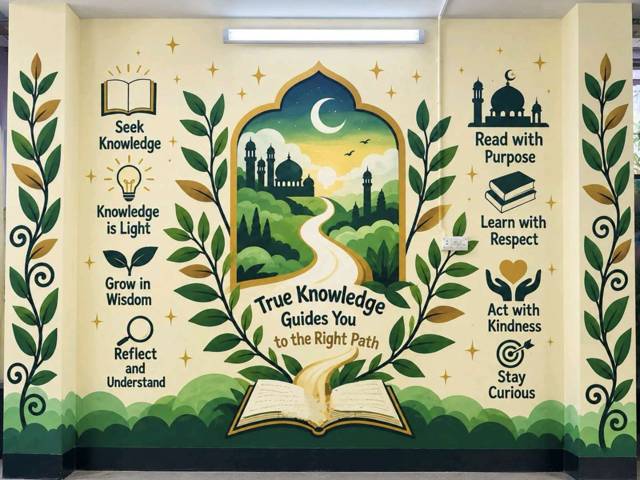 Seek
Knowledge
Knowledge
is Light
Grow in
Wisdom
Reflect
and
Understand
True Knowledge
Guides You
to the Right Path
Read with
Purpose
Learn with
Respect
Act with
Kindness
Stay
Curious